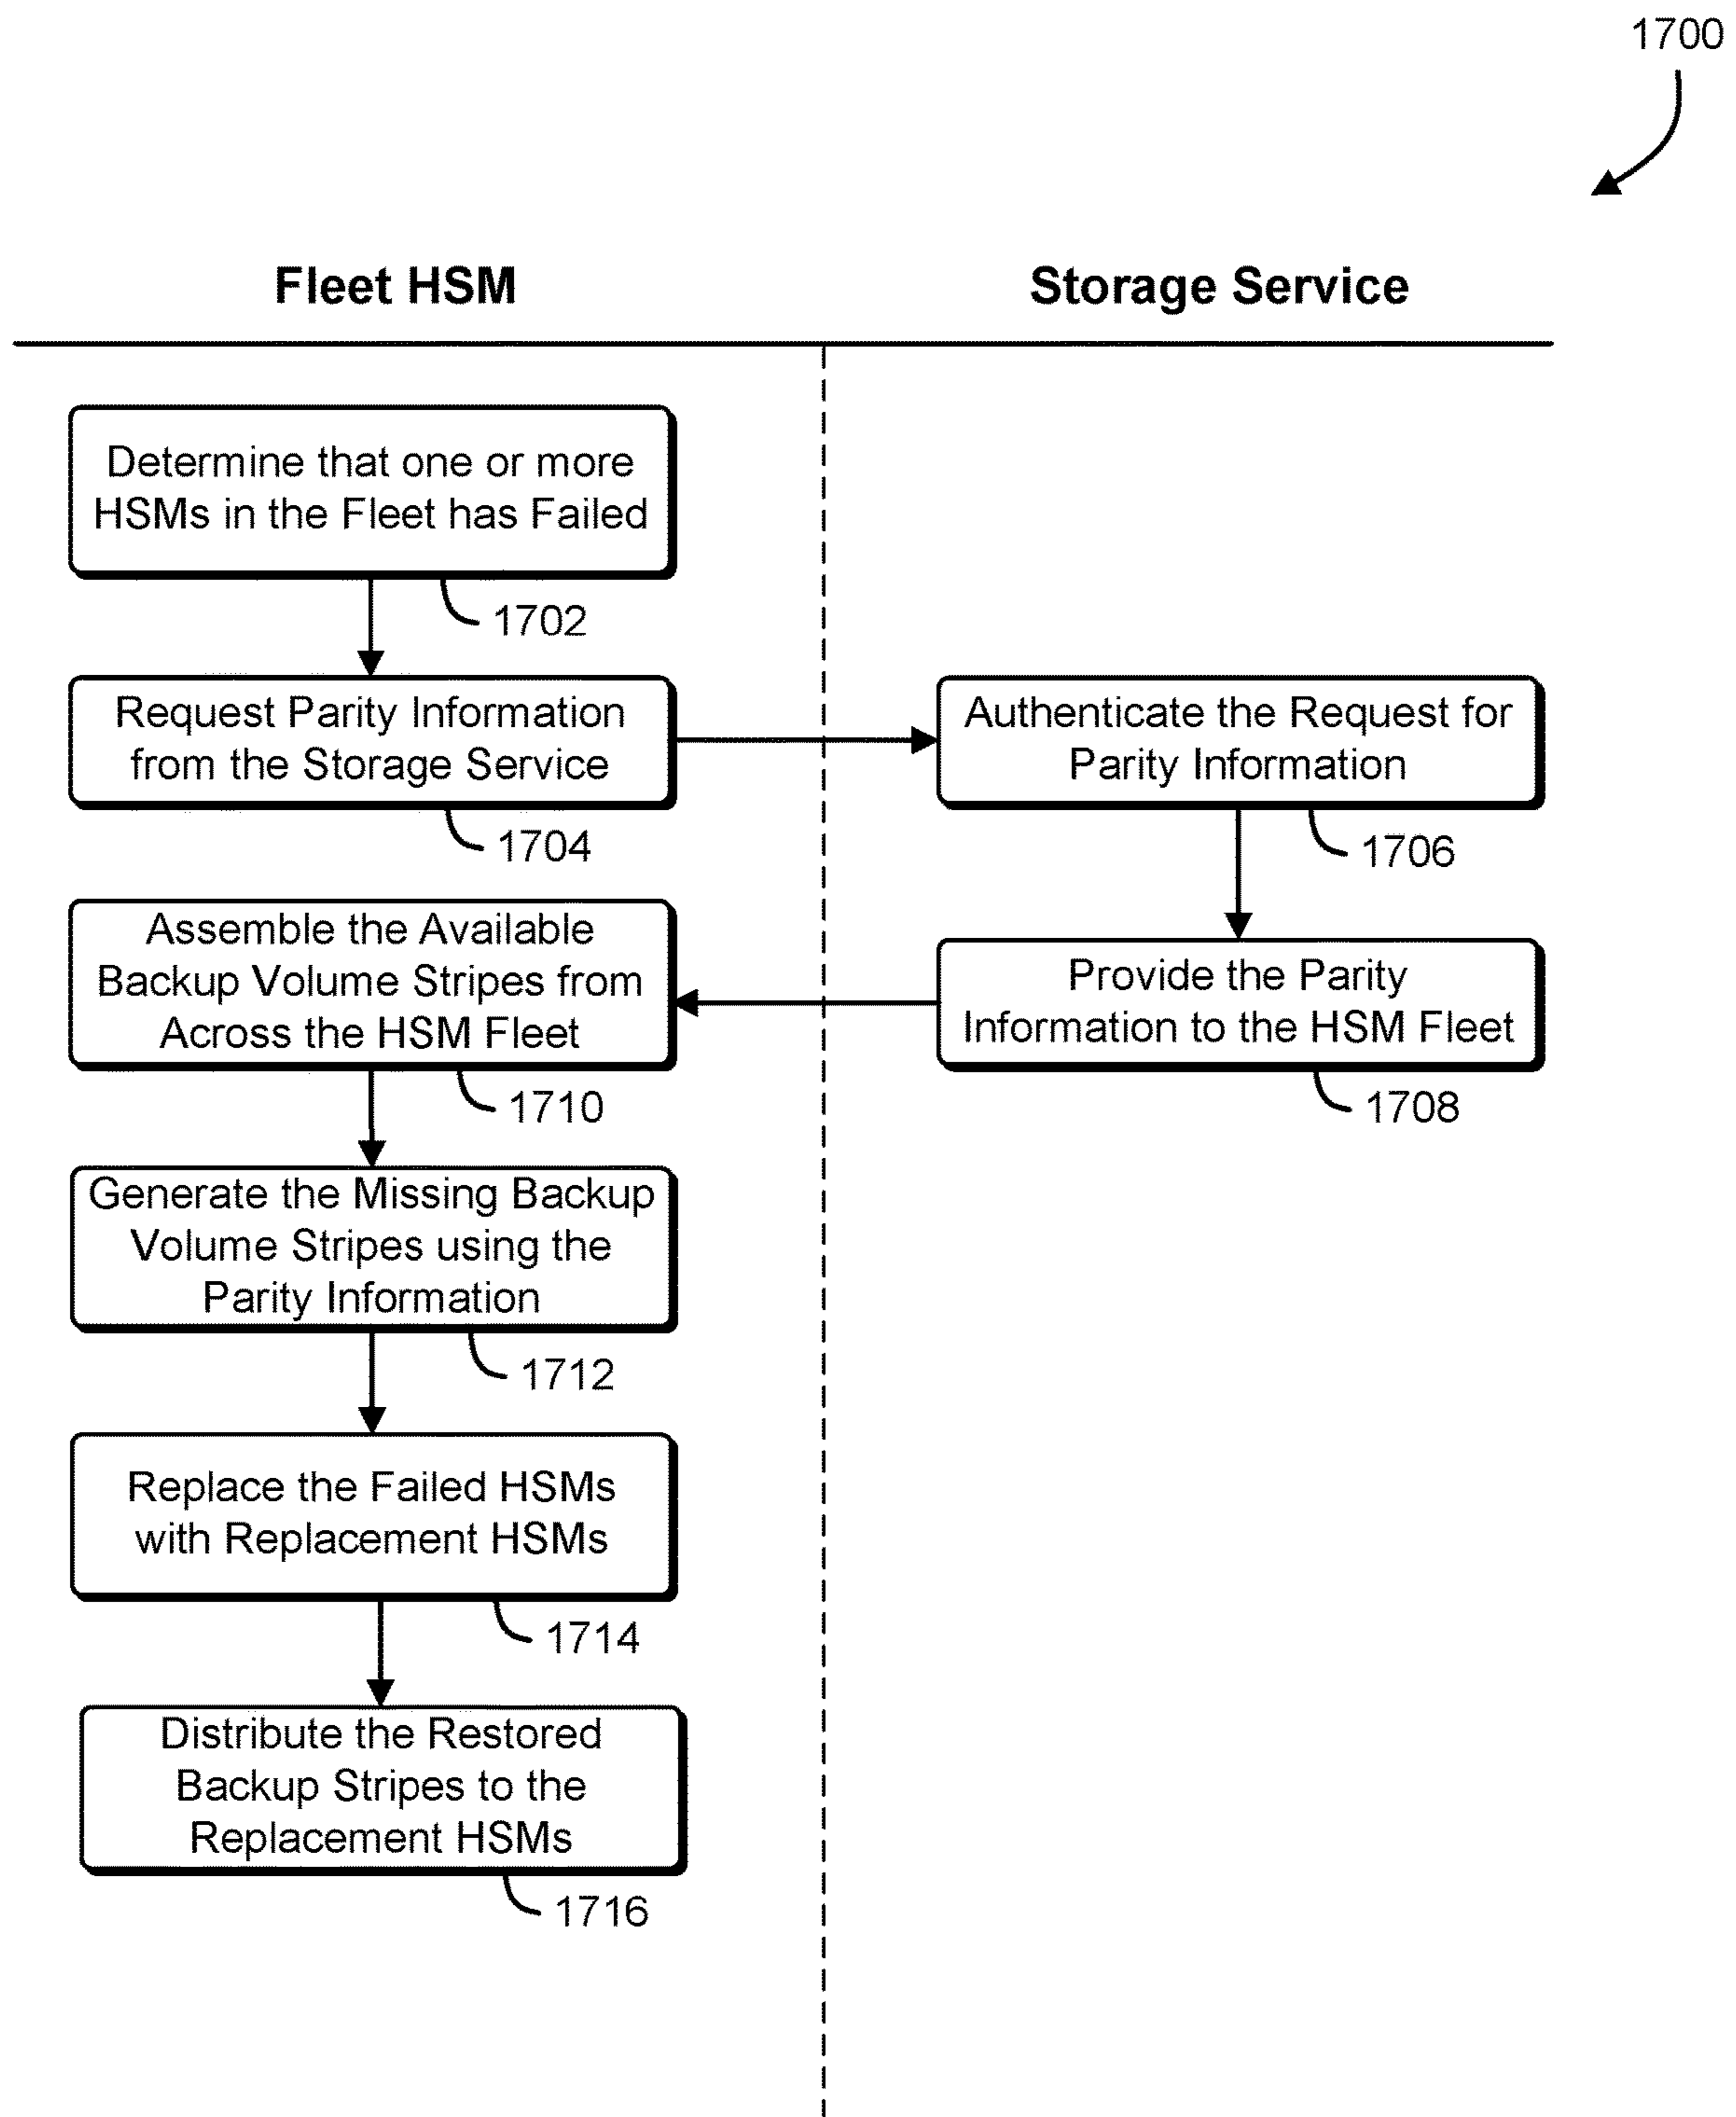 1700
Fleet HSM
Storage Service
Determine that one or more
HSMs in the Fleet has Failed
1702
Request Parity Information
from the Storage Service
1704
Authenticate the Request for
Parity Information
1706
Provide the Parity
Information to the HSM Fleet
1708
Assemble the Available
Backup Volume Stripes from
Across the HSM Fleet
1710
Generate the Missing Backup
Volume Stripes using the
Parity Information
1712
Replace the Failed HSMs
with Replacement HSMs
1714
Distribute the Restored
Backup Stripes to the
Replacement HSMs
1716